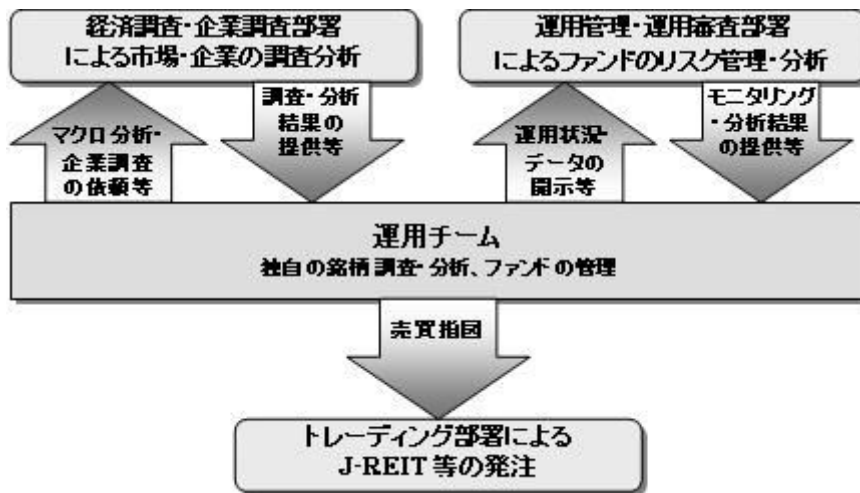 経済調査・企業調査部署
による市場・企業の調査分析
運用管理・運用審査部署
によるファンドのリスク管理・分析
マクロ分析・
企業調査
の依頼等
調査・分析
結果の
提供等
運用状況・
データの
開示等
モニタリング
・分析結果
の提供等
運用チーム
独自の銘柄調査・分析、ファンドの管理
売買指図
トレーディング部署による
J-REIT等の発注